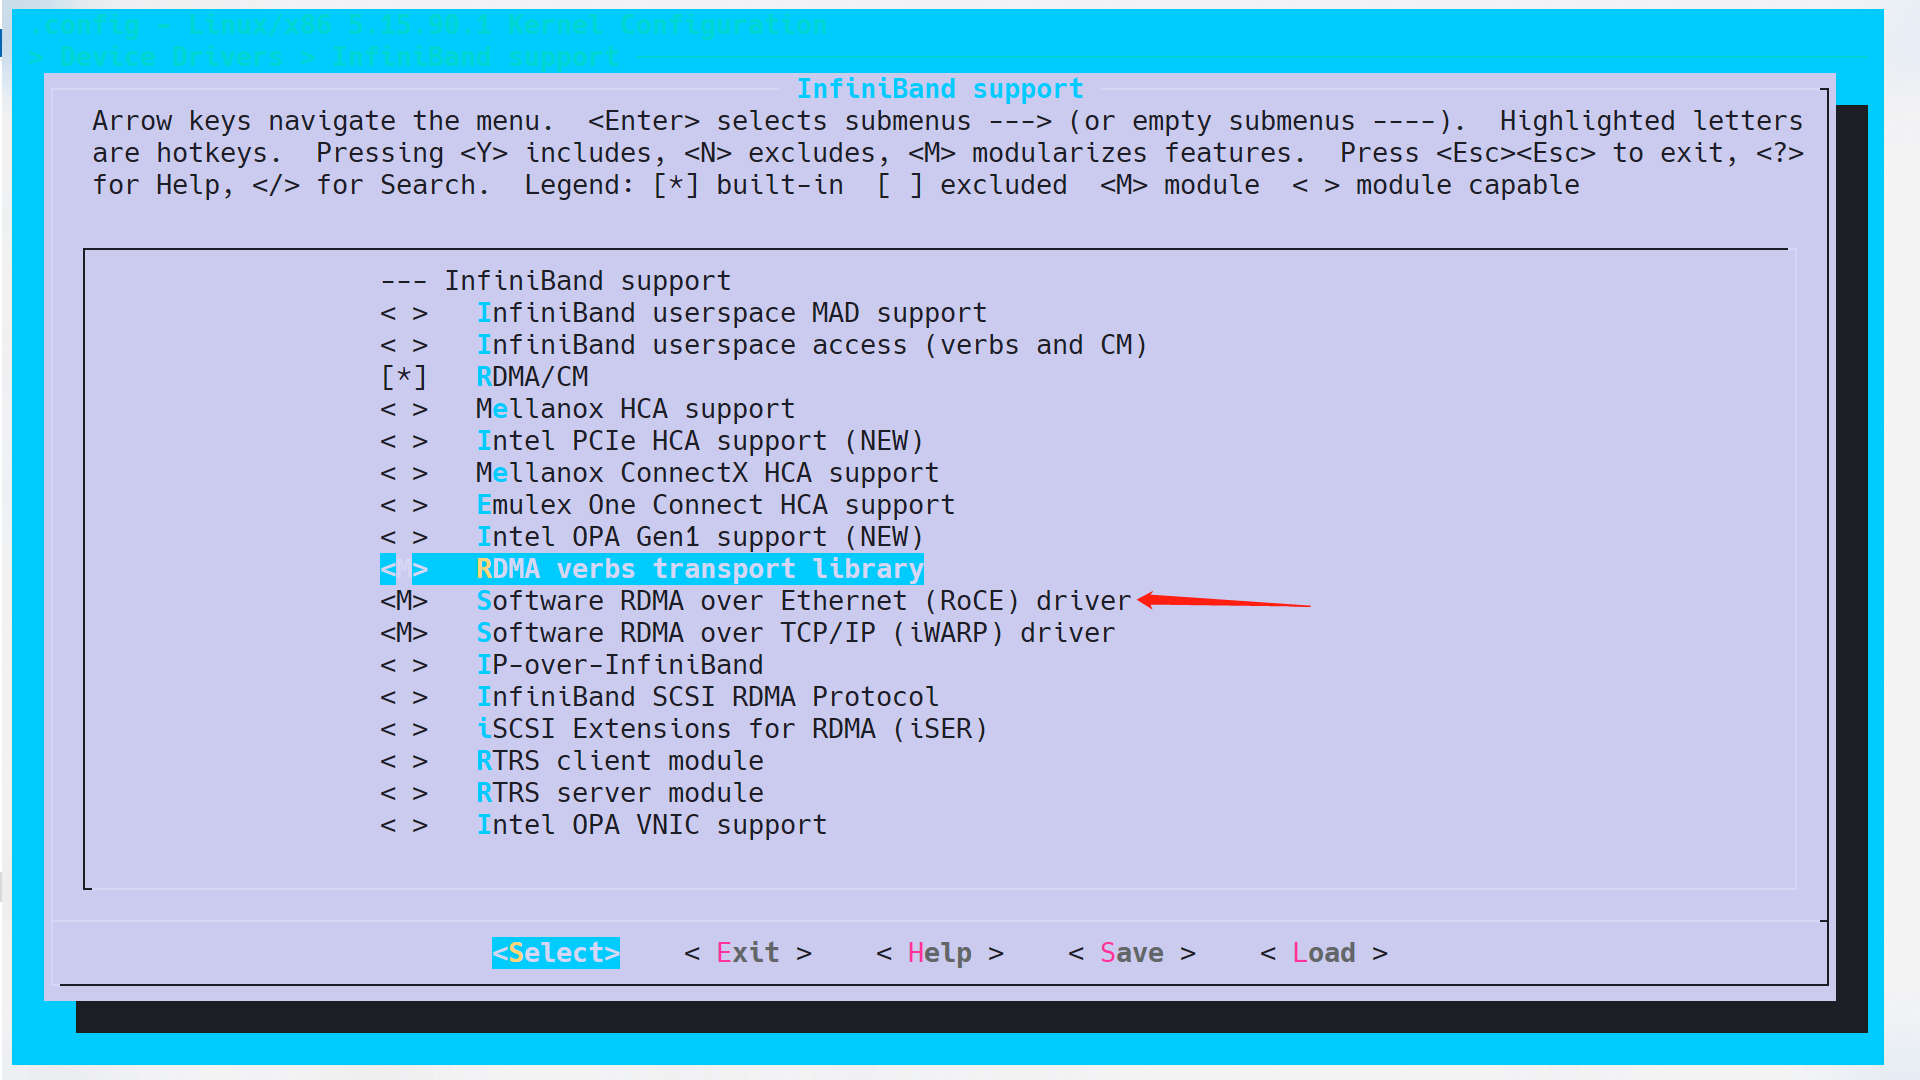 .config - Linux/x86 5.15.90.1 Kernel Configuration
> Device Drivers > InfiniBand support
InfiniBand support
Arrow keys navigate the menu.  <Enter> selects submenus ---> (or empty submenus ----).  Highlighted letters
are hotkeys.  Pressing <Y> includes, <N> excludes, <M> modularizes features.  Press <Esc><Esc> to exit, <?>
for Help, </> for Search.  Legend: [*] built-in  [ ] excluded  <M> module  < > module capable
--- InfiniBand support
< >   InfiniBand userspace MAD support
< >   InfiniBand userspace access (verbs and CM)
[*]   RDMA/CM
< >   Mellanox HCA support
< >   Intel PCIe HCA support (NEW)
< >   Mellanox ConnectX HCA support
< >   Emulex One Connect HCA support
< >   Intel OPA Gen1 support (NEW)
<M>   RDMA verbs transport library
<M>   Software RDMA over Ethernet (RoCE) driver
<M>   Software RDMA over TCP/IP (iWARP) driver
< >   IP-over-InfiniBand
< >   InfiniBand SCSI RDMA Protocol
< >   iSCSI Extensions for RDMA (iSER)
< >   RTRS client module
< >   RTRS server module
< >   Intel OPA VNIC support
<Select>    < Exit >    < Help >    < Save >    < Load >